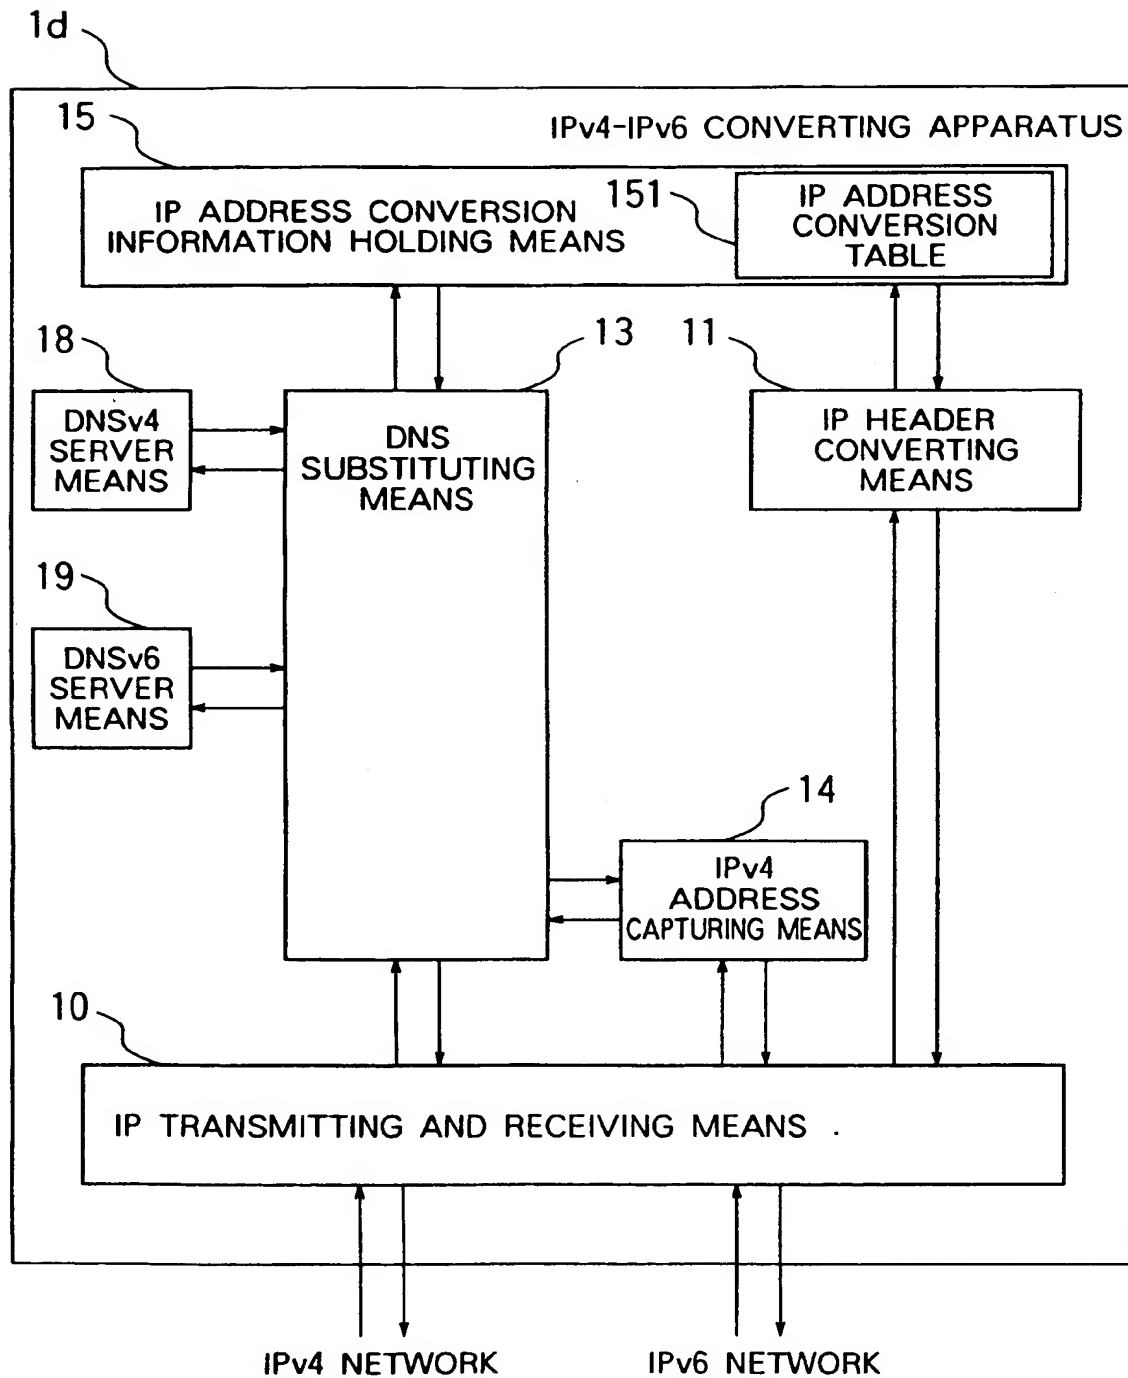 1d
IPv4-IPv6 CONVERTING APPARATUS
15
IP ADDRESS CONVERSION
INFORMATION HOLDING MEANS
151
IP ADDRESS
CONVERSION
TABLE
18
DNSv4
SERVER
MEANS
13
DNS
SUBSTITUTING
MEANS
11
IP HEADER
CONVERTING
MEANS
19
DNSv6
SERVER
MEANS
14
IPv4
ADDRESS
CAPTURING MEANS
10
IP TRANSMITTING AND RECEIVING MEANS
IPv4 NETWORK
IPv6 NETWORK